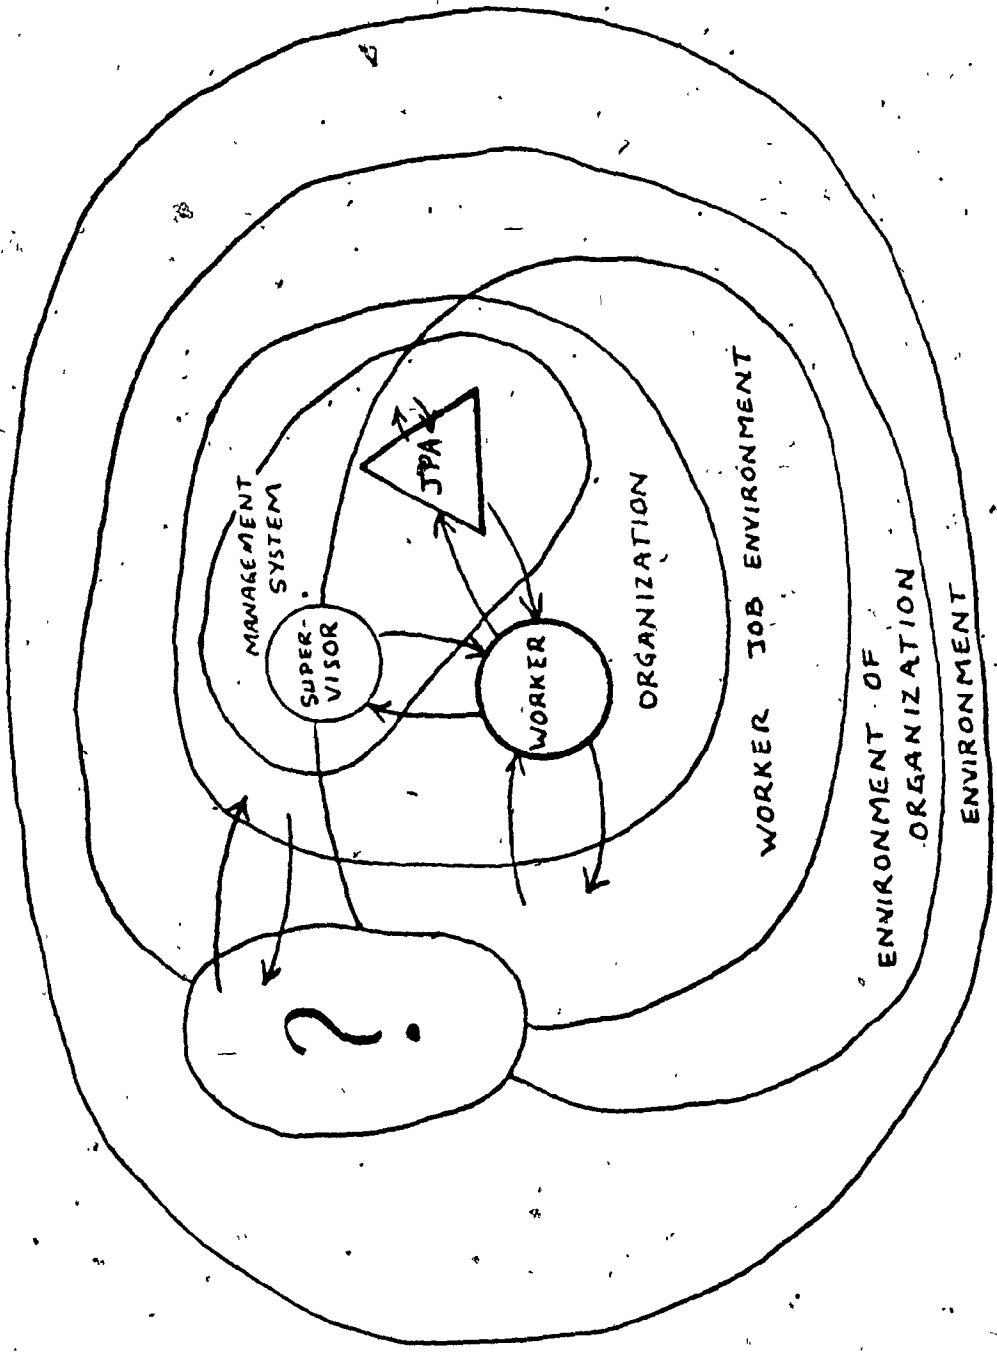 MANAGEMENT
SYSTEM
SUPER-
VISOR
JPA
WORKER
ORGANIZATION
WORKER JOB ENVIRONMENT
ENVIRONMENT OF
ORGANIZATION
ENVIRONMENT
?